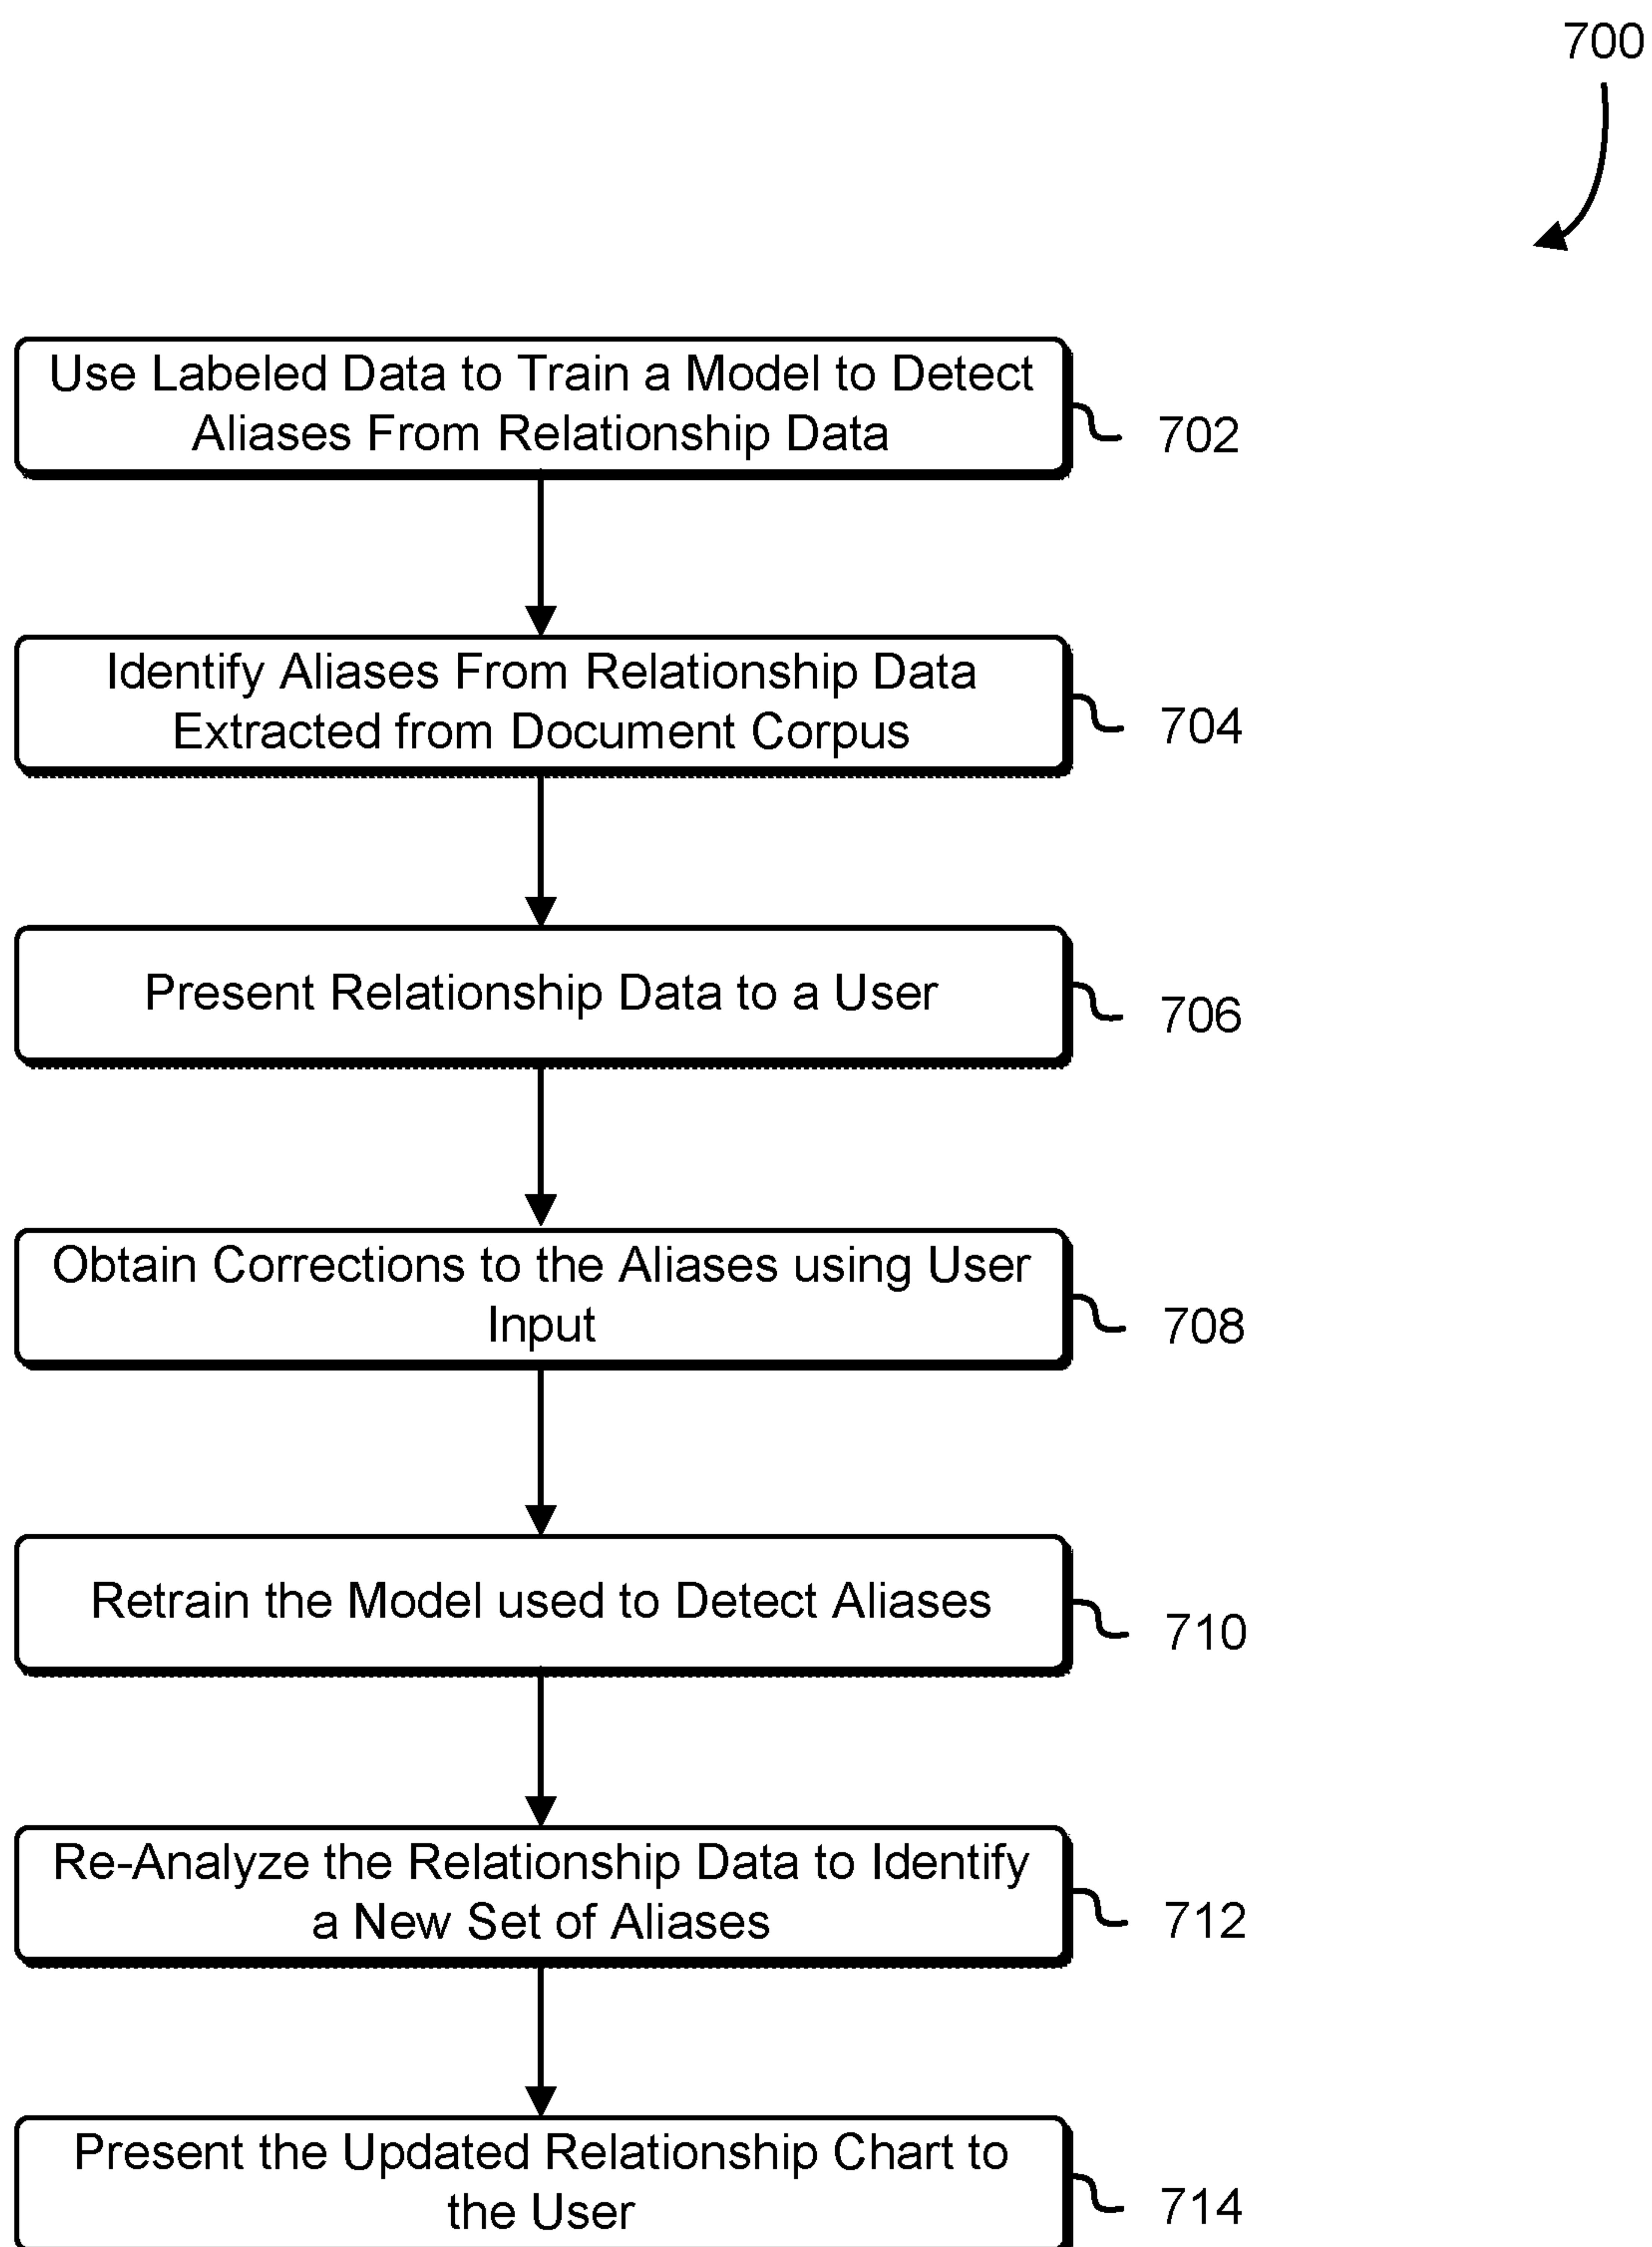 700
Use Labeled Data to Train a Model to Detect
Aliases From Relationship Data
702
Identify Aliases From Relationship Data
Extracted from Document Corpus
704
Present Relationship Data to a User
706
Obtain Corrections to the Aliases using User
Input
708
Retrain the Model used to Detect Aliases
710
Re-Analyze the Relationship Data to Identify
a New Set of Aliases
712
Present the Updated Relationship Chart to
the User
714